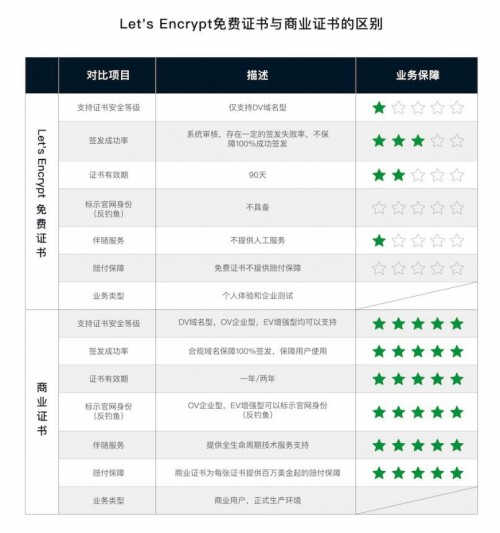 Let's Encrypt免费证书与商业证书的区别
对比项目 描述 业务保障
Let's Encrypt 免费证书
支持证书安全等级 仅支持DV域名型
签发成功率 系统审核、存在一定的签发失败率、不保
障100%成功签发
证书有效期 90天
标示官网身份
(反钓鱼) 不具备
伴随服务 不提供人工服务
赔付保障 免费证书不提供赔付保障
业务类型 个人体验和企业测试
商业证书
支持证书安全等级 DV域名型，OV企业型，EV增强型均可以支持
签发成功率 合规域名保障100%签发，保障用户使用
证书有效期 一年/两年
标示官网身份
(反钓鱼) OV企业型，EV增强型可以标示官网身份
(反钓鱼)
伴随服务 提供全生命周期技术服务支持
赔付保障 商业证书为每张证书提供百万美金起的赔付保障
业务类型 商业用户、正式生产环境